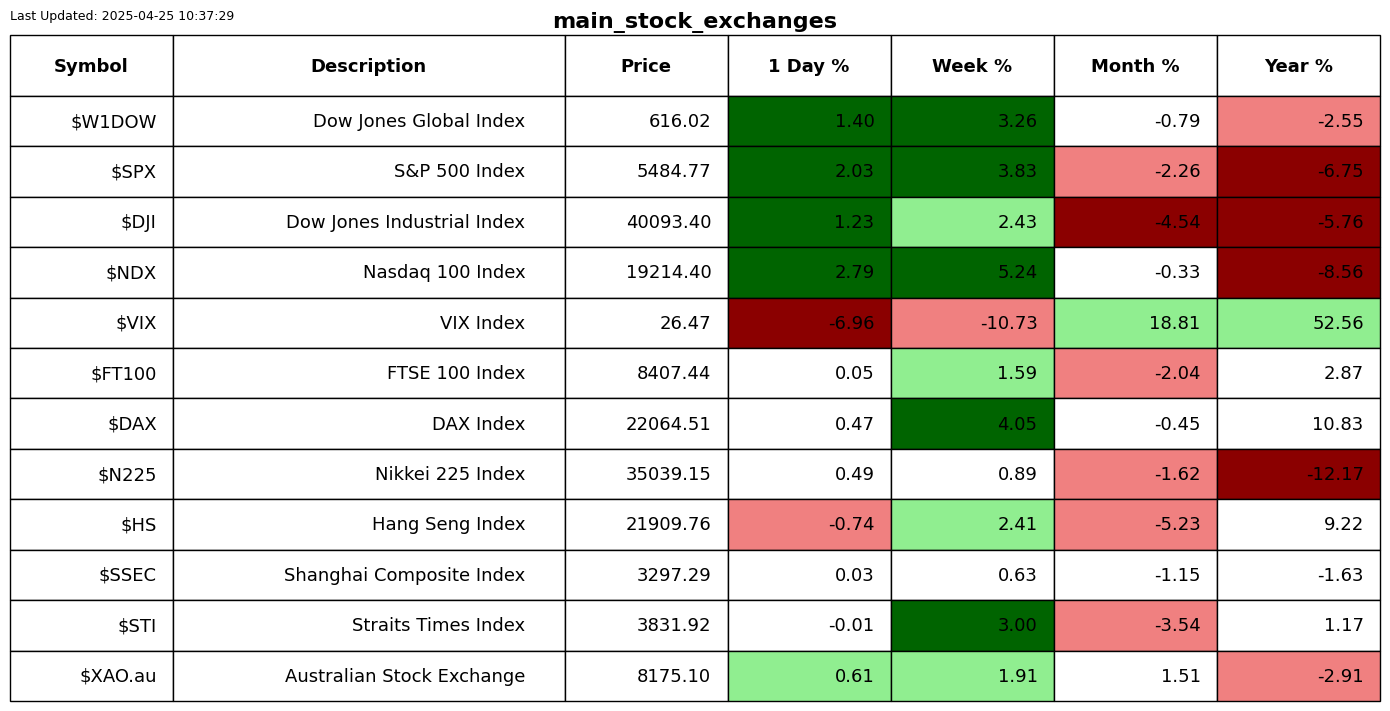 Last Updated: 2025-04-25 10:37:29
main_stock_exchanges
Symbol Description Price 1 Day % Week % Month % Year %
$W1DOW Dow Jones Global Index 616.02 1.40 3.26 -0.79 -2.55
$SPX S&P 500 Index 5484.77 2.03 3.83 -2.26 -6.75
$DJI Dow Jones Industrial Index 40093.40 1.23 2.43 -4.54 -5.76
$NDX Nasdaq 100 Index 19214.40 2.79 5.24 -0.33 -8.56
$VIX VIX Index 26.47 -6.96 -10.73 18.81 52.56
$FT100 FTSE 100 Index 8407.44 0.05 1.59 -2.04 2.87
$DAX DAX Index 22064.51 0.47 4.05 -0.45 10.83
$N225 Nikkei 225 Index 35039.15 0.49 0.89 -1.62 -12.17
$HS Hang Seng Index 21909.76 -0.74 2.41 -5.23 9.22
$SSEC Shanghai Composite Index 3297.29 0.03 0.63 -1.15 -1.63
$STI Straits Times Index 3831.92 -0.01 3.00 -3.54 1.17
$XAO.au Australian Stock Exchange 8175.10 0.61 1.91 1.51 -2.91